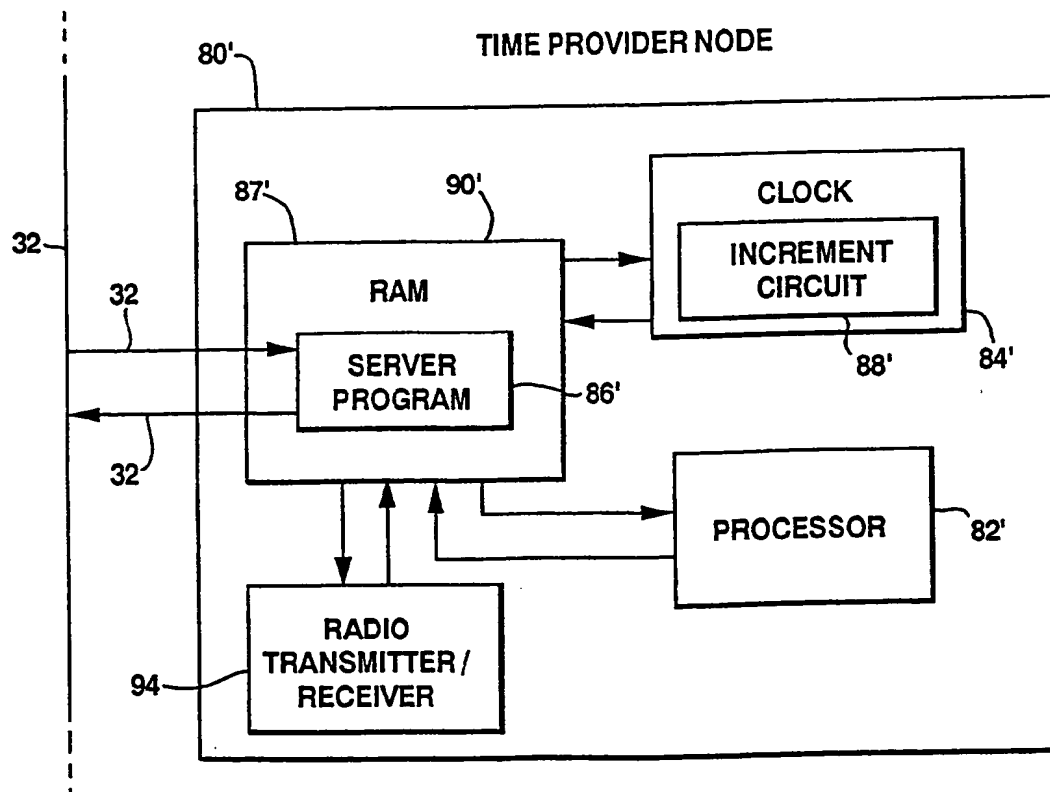 TIME PROVIDER NODE
80'
87'
90'
CLOCK
INCREMENT
CIRCUIT
88'
84'
32
32
RAM
SERVER
PROGRAM
86'
32
PROCESSOR
82'
RADIO
TRANSMITTER/
RECEIVER
94